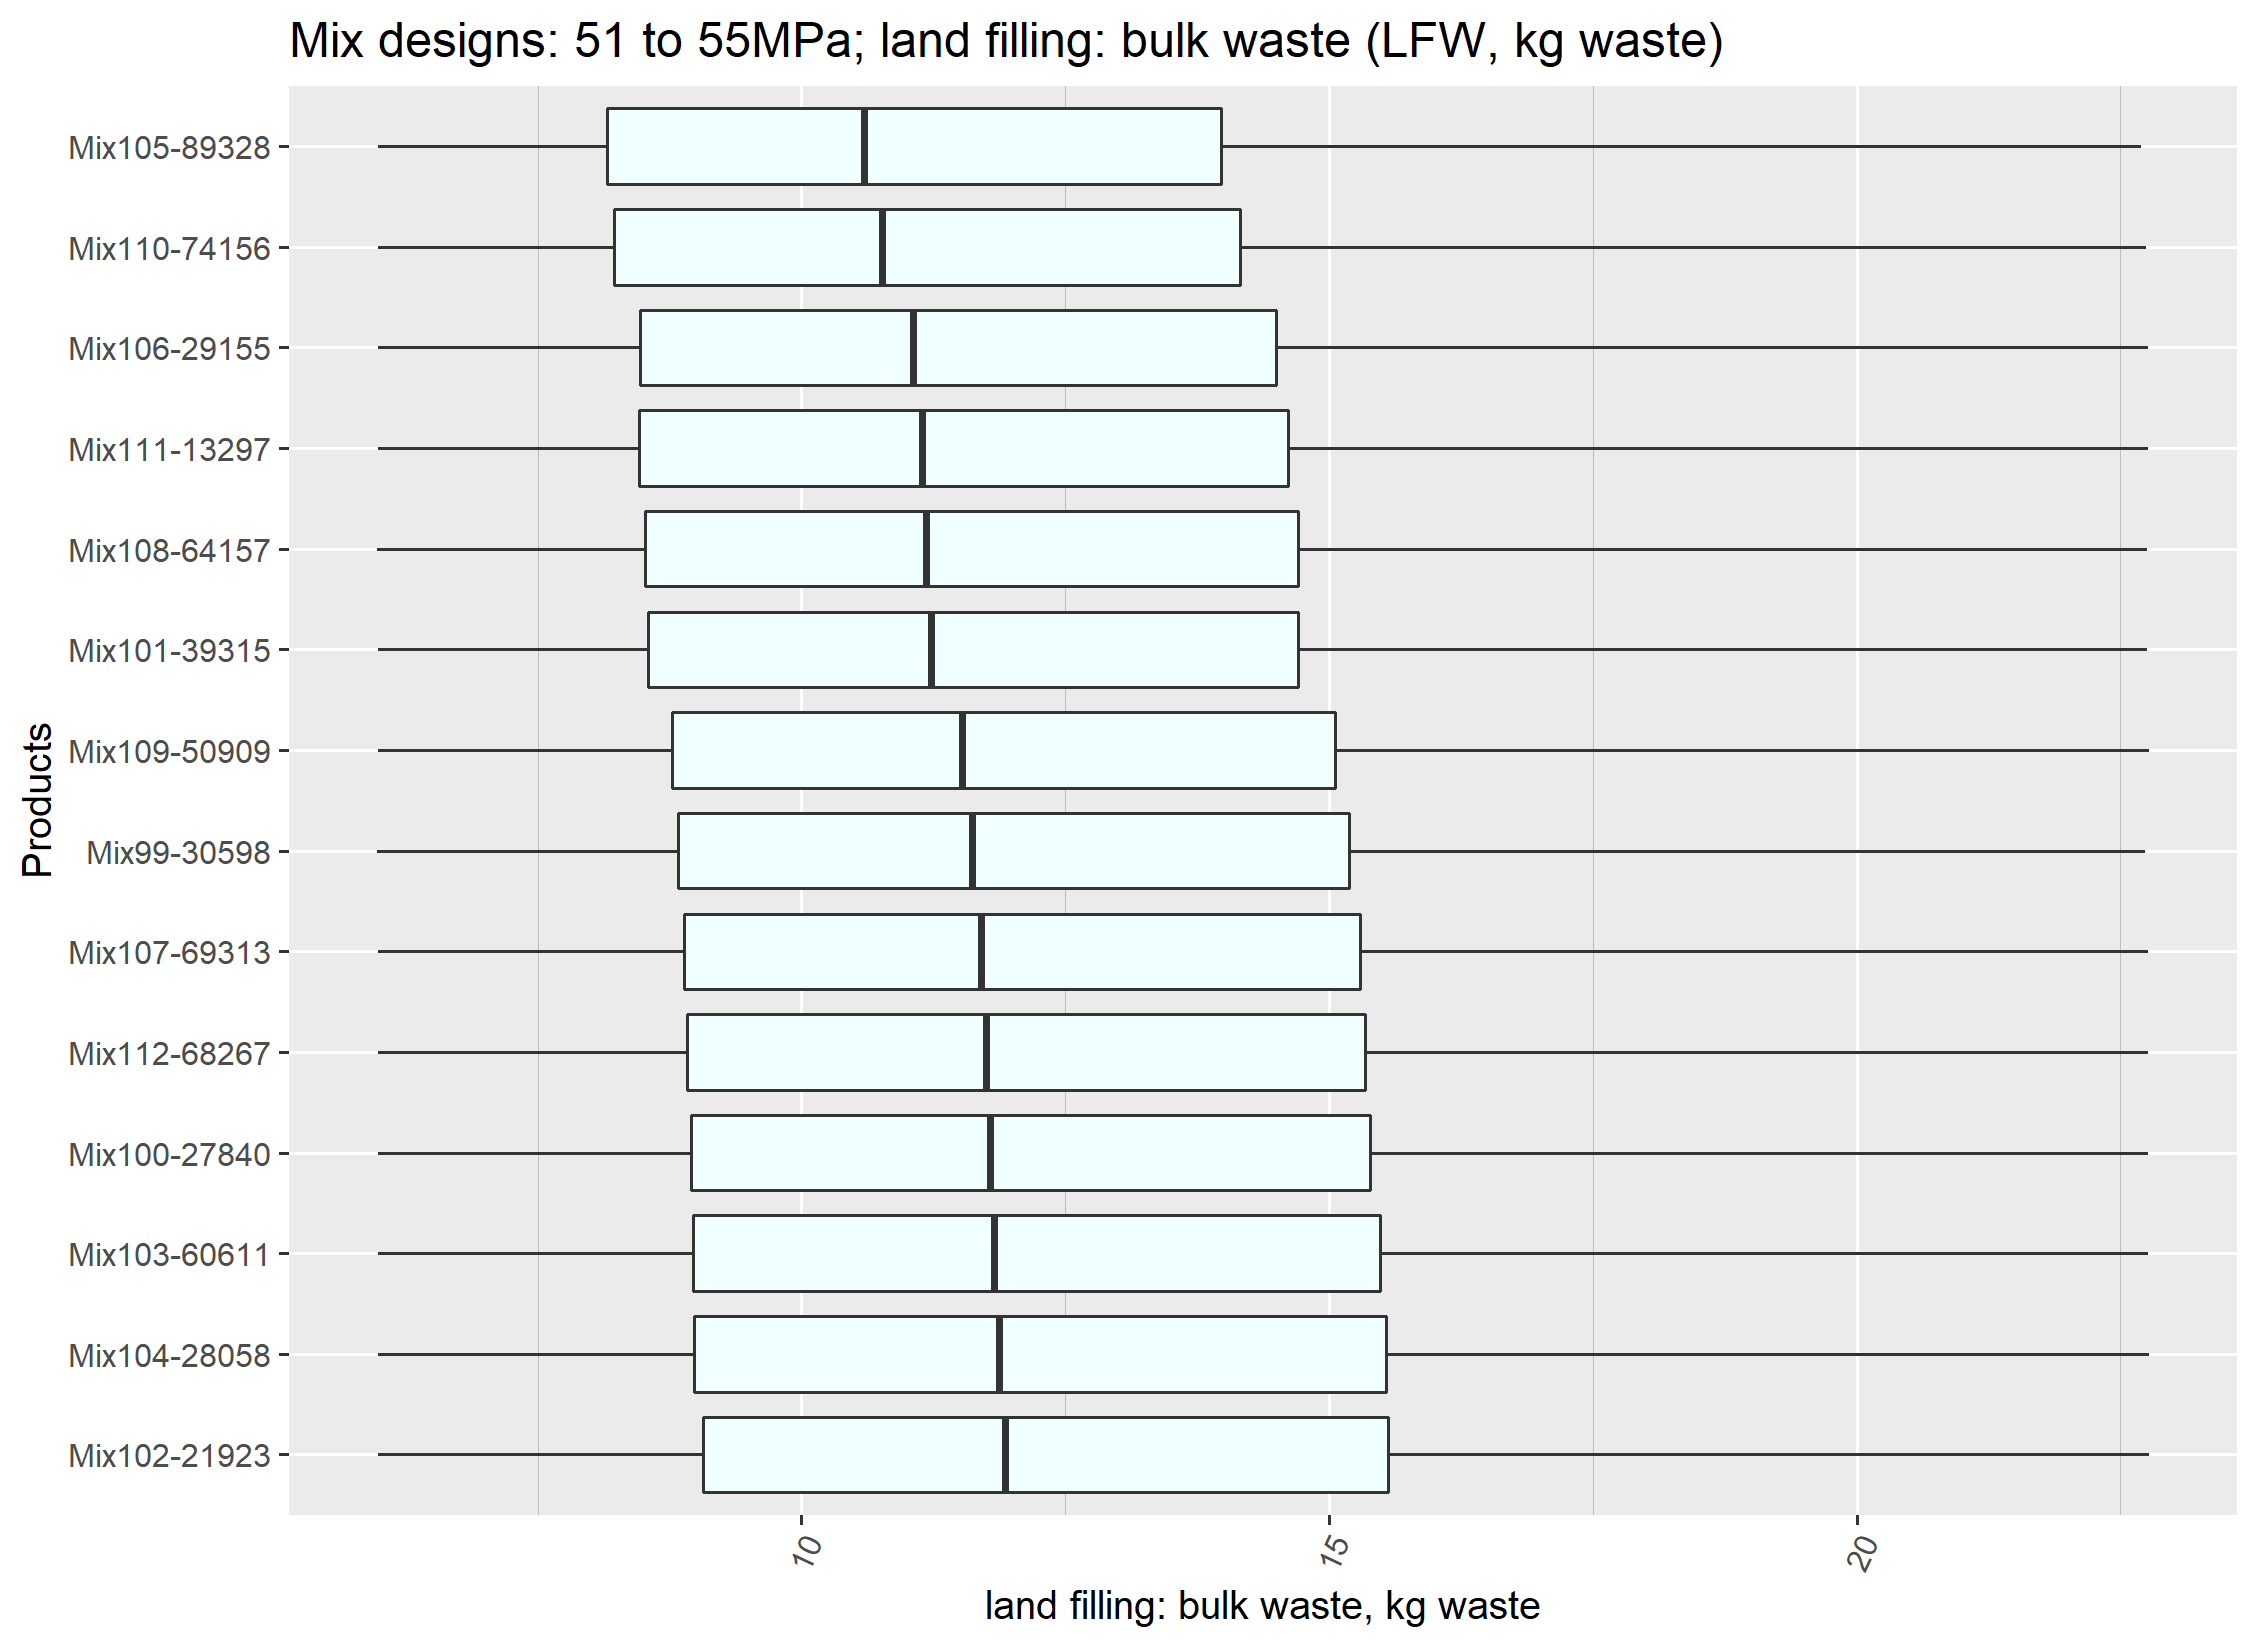 Mix designs: 51 to 55MPa; land filling: bulk waste (LFW, kg waste)
Products
Mix105-89328
Mix110-74156
Mix106-29155
Mix111-13297
Mix108-64157
Mix101-39315
Mix109-50909
Mix99-30598
Mix107-69313
Mix112-68267
Mix100-27840
Mix103-60611
Mix104-28058
Mix102-21923
10
15
20
land filling: bulk waste, kg waste